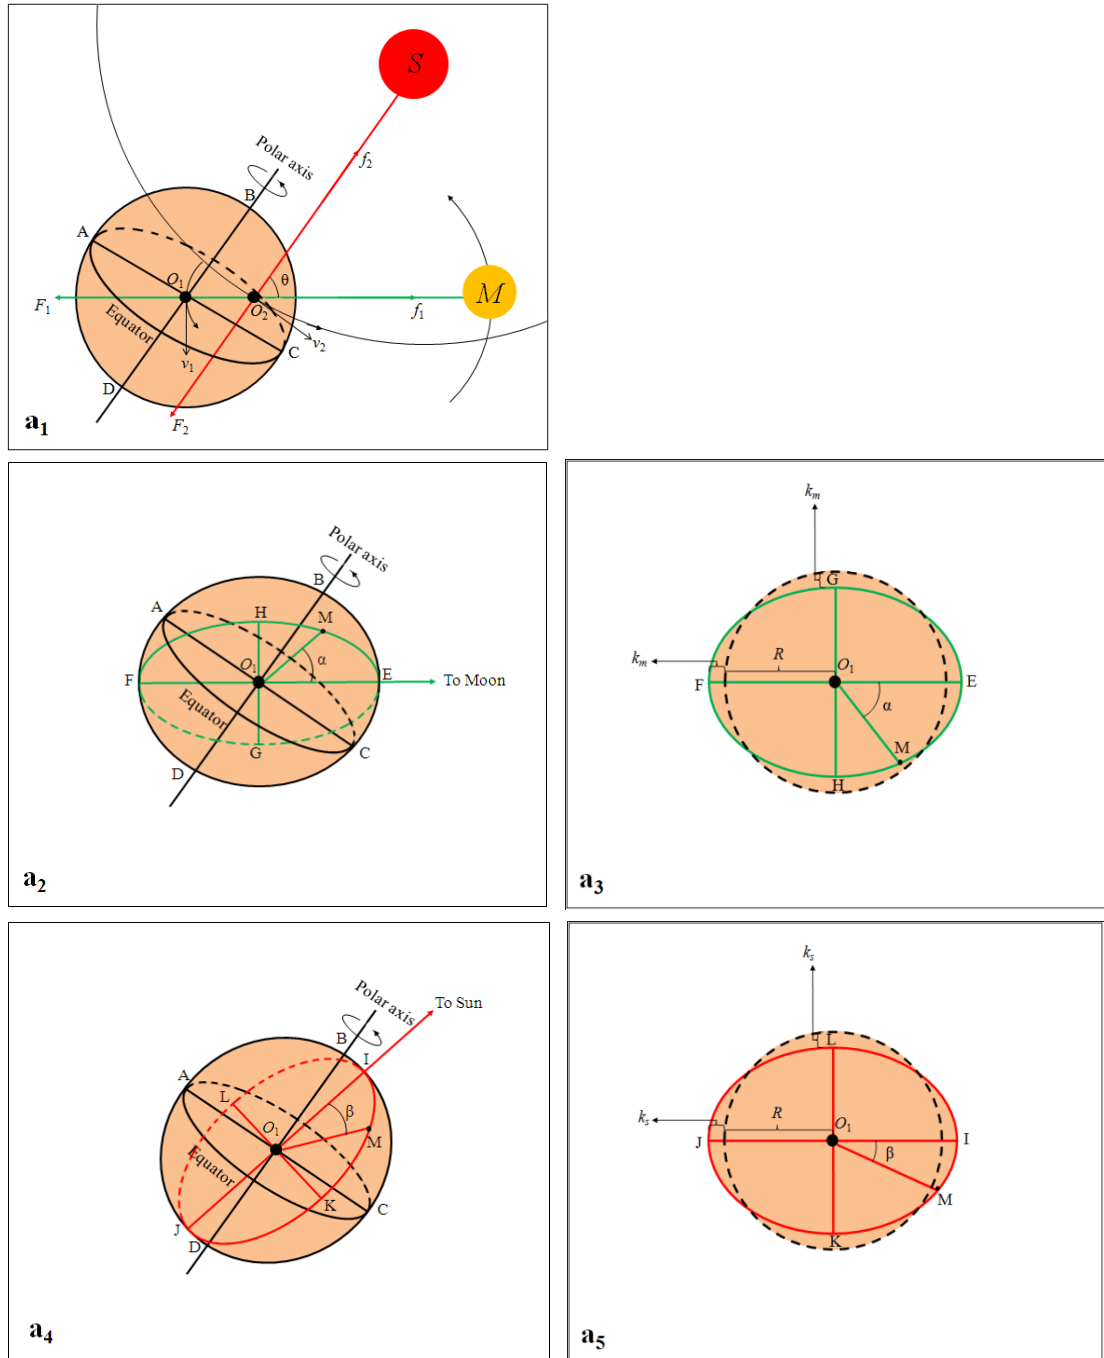 S
Polar axis
f2
B
A
O1
θ
M
F1
O2
f1
Equator
v2
C
v1
D
F2
a1
Polar axis
B
A
H
M
O1
α
F
E
To Moon
Equator
G
C
D
a2
km
G
km
R
O1
F
E
α
M
H
a3
Polar axis
To Sun
B
I
A
L
β
O1
M
Equator
K
C
J
D
a4
ks
L
ks
R
O1
J
I
β
M
K
a5